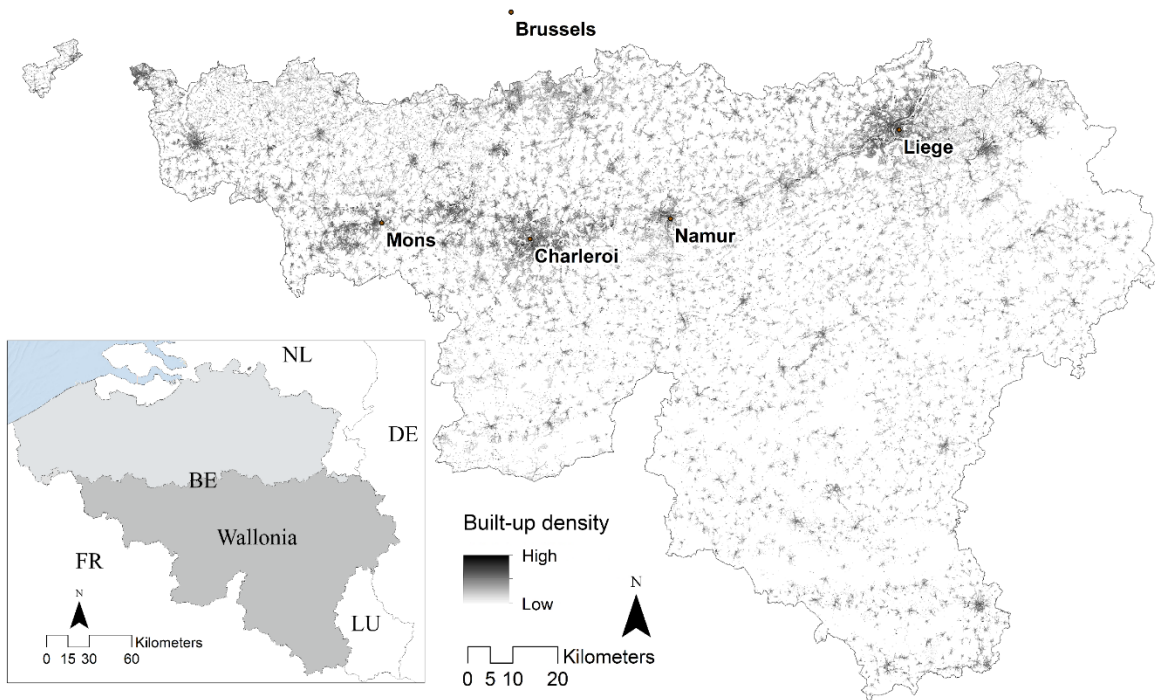 Brussels
Liege
Mons
Charleroi
Namur
NL
DE
BE
Wallonia
FR
LU
N
Kilometers
0 15 30 60
Built-up density
High
Low
N
Kilometers
0 5 10 20